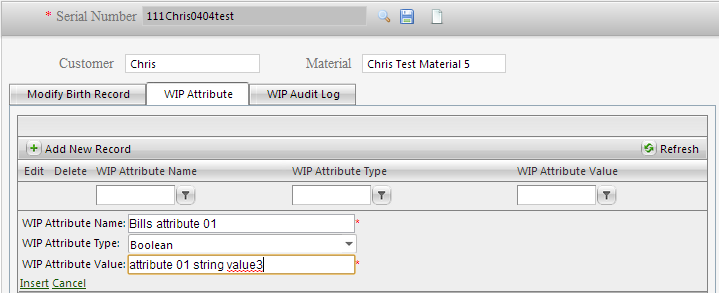 * Serial Number 111Chris0404test
Customer Chris Material Chris Test Material 5
Modify Birth Record WIP Attribute WIP Audit Log
Add New Record Refresh
Edit Delete WIP Attribute Name WIP Attribute Type WIP Attribute Value
WIP Attribute Name: Bills attribute 01 *
WIP Attribute Type: Boolean
WIP Attribute Value: attribute 01 string value3 *
Insert Cancel